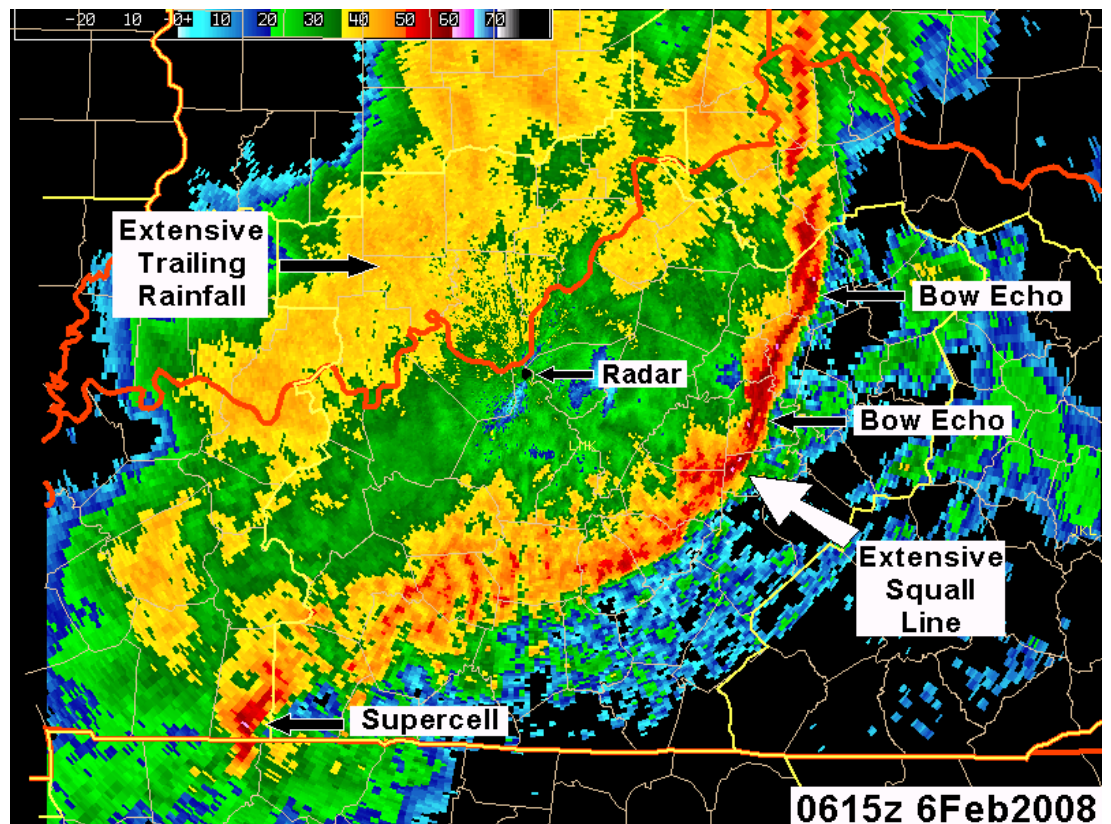 -20 10 -0+ 10 20 30 40 50 60 70
Extensive
Trailing
Rainfall
Bow Echo
Radar
Bow Echo
LMK
Extensive
Squall
Line
Supercell
0615z 6Feb2008